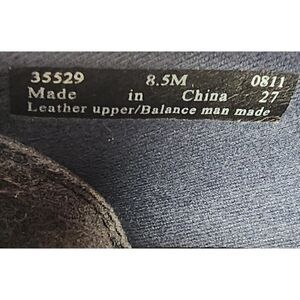 35529 8.5M 0811
Made in China 27
Leather upper/Balance man made